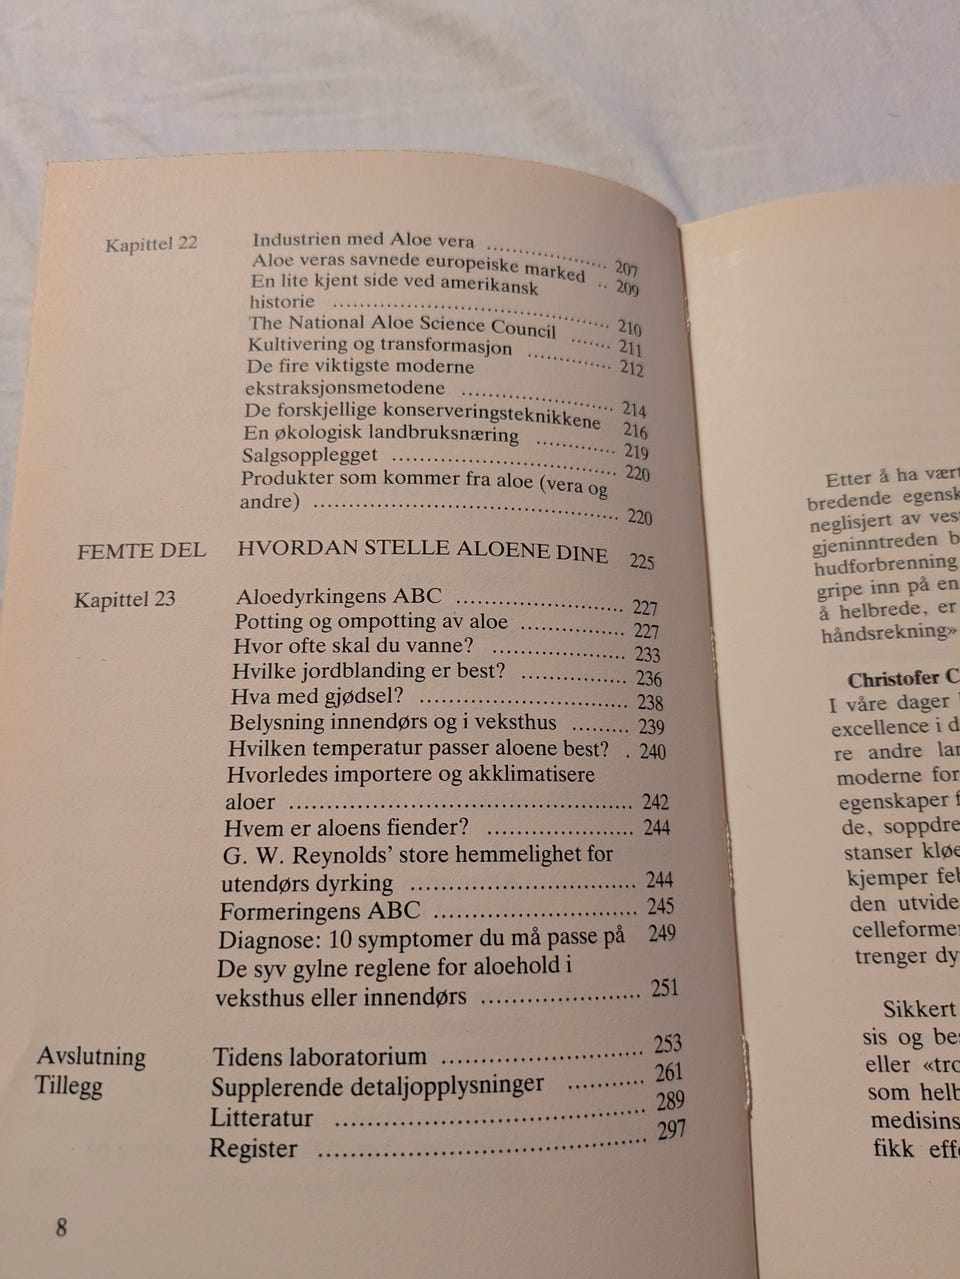 Kapittel 22 Industrien med Aloe vera ................ 207
Aloe veras savnede europeiske marked .. 209
En lite kjent side ved amerikansk
historie ........................................ 210
The National Aloe Science Council ....... 211
Kultivering og transformasjon ............. 212
De fire viktigste moderne
ekstraksjonsmetodene ...................... 214
De forskjellige konserveringsteknikkene 216
En økologisk landbruksnæring ............. 219
Salgsopplegget ................................ 220
Produkter som kommer fra aloe (vera og
andre) ............................................ 220
FEMTE DEL HVORDAN STELLE ALOENE DINE 225
Kapittel 23 Aloedyrkingens ABC ........................ 227
Potting og ompotting av aloe .............. 227
Hvor ofte skal du vanne? .................. 233
Hvilke jordblanding er best? .............. 236
Hva med gjødsel? ............................ 238
Belysning innendørs og i veksthus ......... 239
Hvilken temperatur passer aloene best? . 240
Hvorledes importere og akklimatisere
aloer .............................................. 242
Hvem er aloens fiender? .................... 244
G. W. Reynolds' store hemmelighet for
utendørs dyrking .............................. 244
Formeringens ABC ............................ 245
Diagnose: 10 symptomer du må passe på 249
De syv gylne reglene for aloehold i
veksthus eller innendørs .................... 251
Avslutning Tidens laboratorium ........................ 253
Tillegg Supplerende detaljopplysninger .......... 261
Litteratur ........................................ 289
Register .......................................... 297
8
Etter å ha vært
bredende egensk
neglisjert av ves
gjeninntreden b
hudforbrenning
gripe inn på en
å helbrede, er
håndsrekning»
Christofer C
I våre dager
excellence i d
re andre lan
moderne for
egenskaper f
de, soppdre
stanser kløe
kjemper feb
den utvide
celleformer
trenger dy
Sikkert
sis og be
eller «tro
som helb
medisins
fikk effe